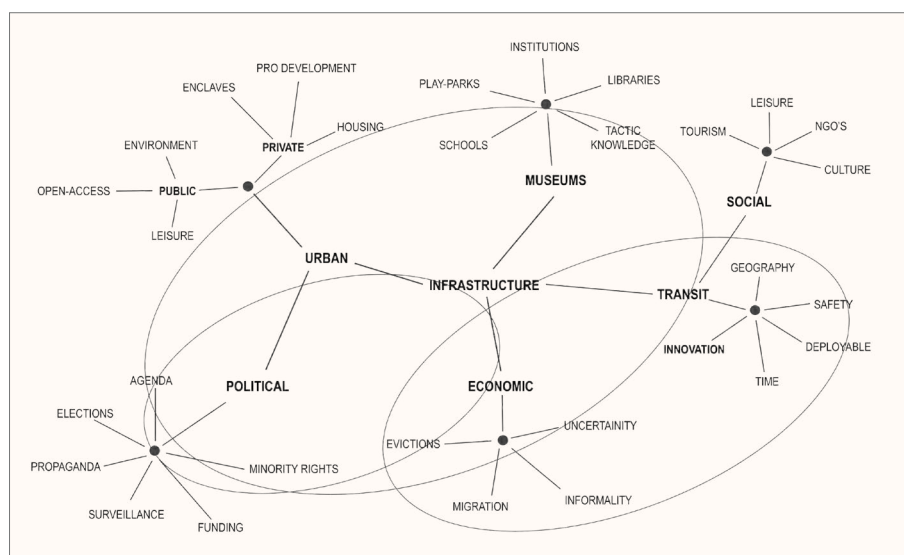 INSTITUTIONS
PRO DEVELOPMENT
ENCLAVES
PLAY-PARKS
LIBRARIES
LEISURE
HOUSING
TOURISM
NGO'S
ENVIRONMENT
PRIVATE
SCHOOLS
TACTIC
KNOWLEDGE
CULTURE
OPEN-ACCESS
PUBLIC
MUSEUMS
SOCIAL
LEISURE
URBAN
GEOGRAPHY
INFRASTRUCTURE
TRANSIT
SAFETY
INNOVATION
DEPLOYABLE
AGENDA
POLITICAL
ECONOMIC
TIME
ELECTIONS
UNCERTAINITY
EVICTIONS
PROPAGANDA
MINORITY RIGHTS
MIGRATION
INFORMALITY
SURVEILLANCE
FUNDING